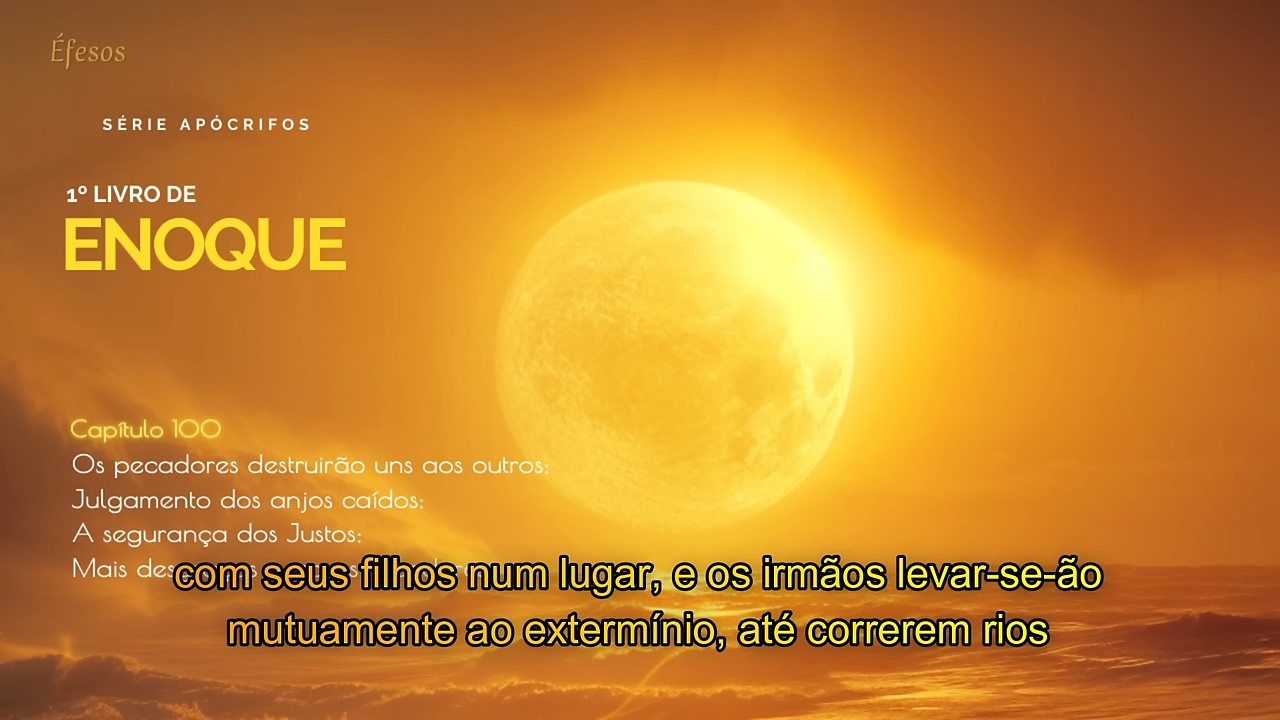 Éfesos
SÉRIE APÓCRIFOS
1º LIVRO DE
ENOQUE
Capítulo 100
Os pecadores destruirão uns aos outros:
Julgamento dos anjos caídos:
A segurança dos Justos:
Mais
com seus filhos num lugar, e os irmãos levar-se-ão
mutuamente ao extermínio, até correrem rios